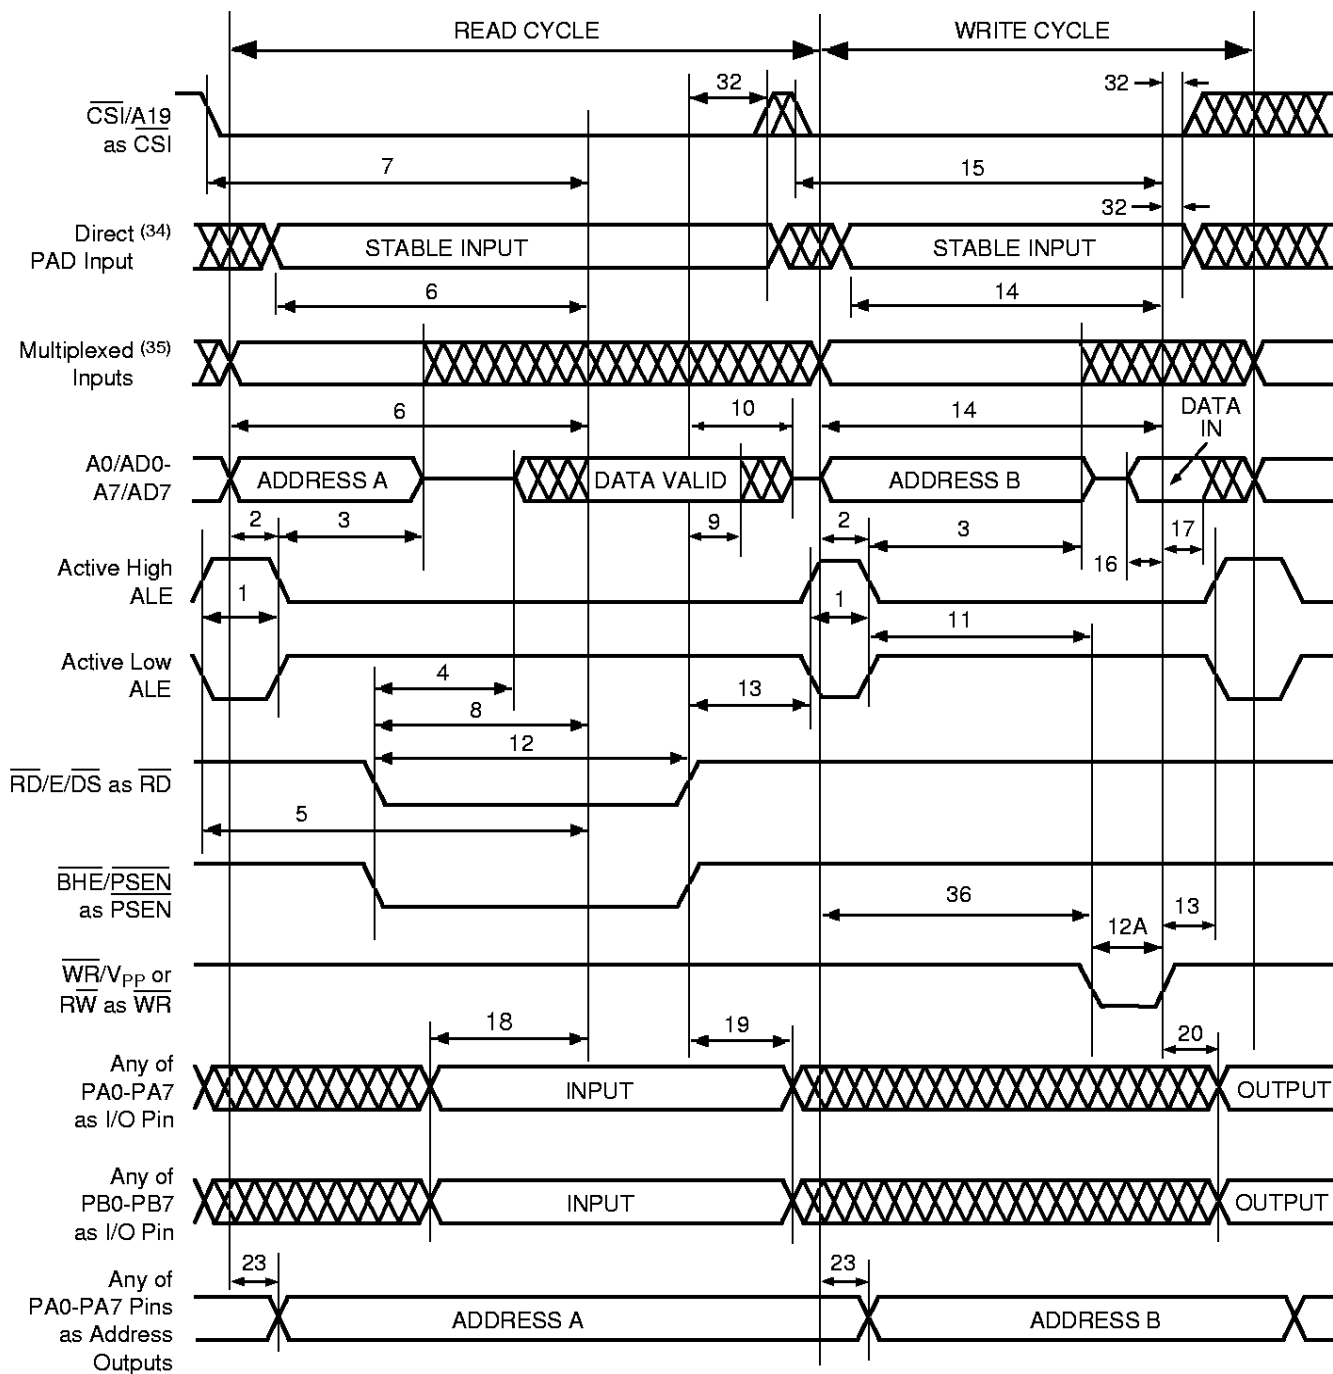 READ CYCLE WRITE CYCLE
32 32
CSI/A19
as CSI
7 15
32
Direct (34)
PAD Input
STABLE INPUT STABLE INPUT
6 14
Multiplexed (35)
Inputs
6 10 14 DATA
IN
A0/AD0-
A7/AD7
ADDRESS A DATA VALID ADDRESS B
2 3 9 2 3 17
16
Active High
ALE
1 1
11
Active Low
ALE
4 13
8
12
RD/E/DS as RD
5
BHE/PSEN
as PSEN
36 13
12A
WR/VPP or
RW as WR
18 19 20
Any of
PA0-PA7
as I/O Pin
INPUT OUTPUT
Any of
PB0-PB7
as I/O Pin
INPUT OUTPUT
23 23
Any of
PA0-PA7 Pins
as Address
Outputs
ADDRESS A ADDRESS B